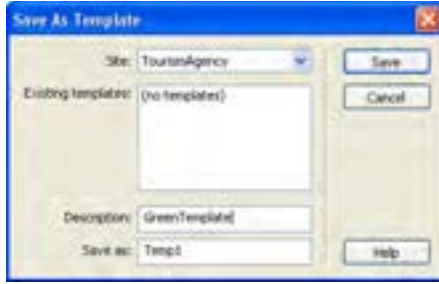 Save As Template
Site: TourismAgency
Save
Existing templates: (no templates)
Cancel
Description: GreenTemplate
Save as: Temp1
Help